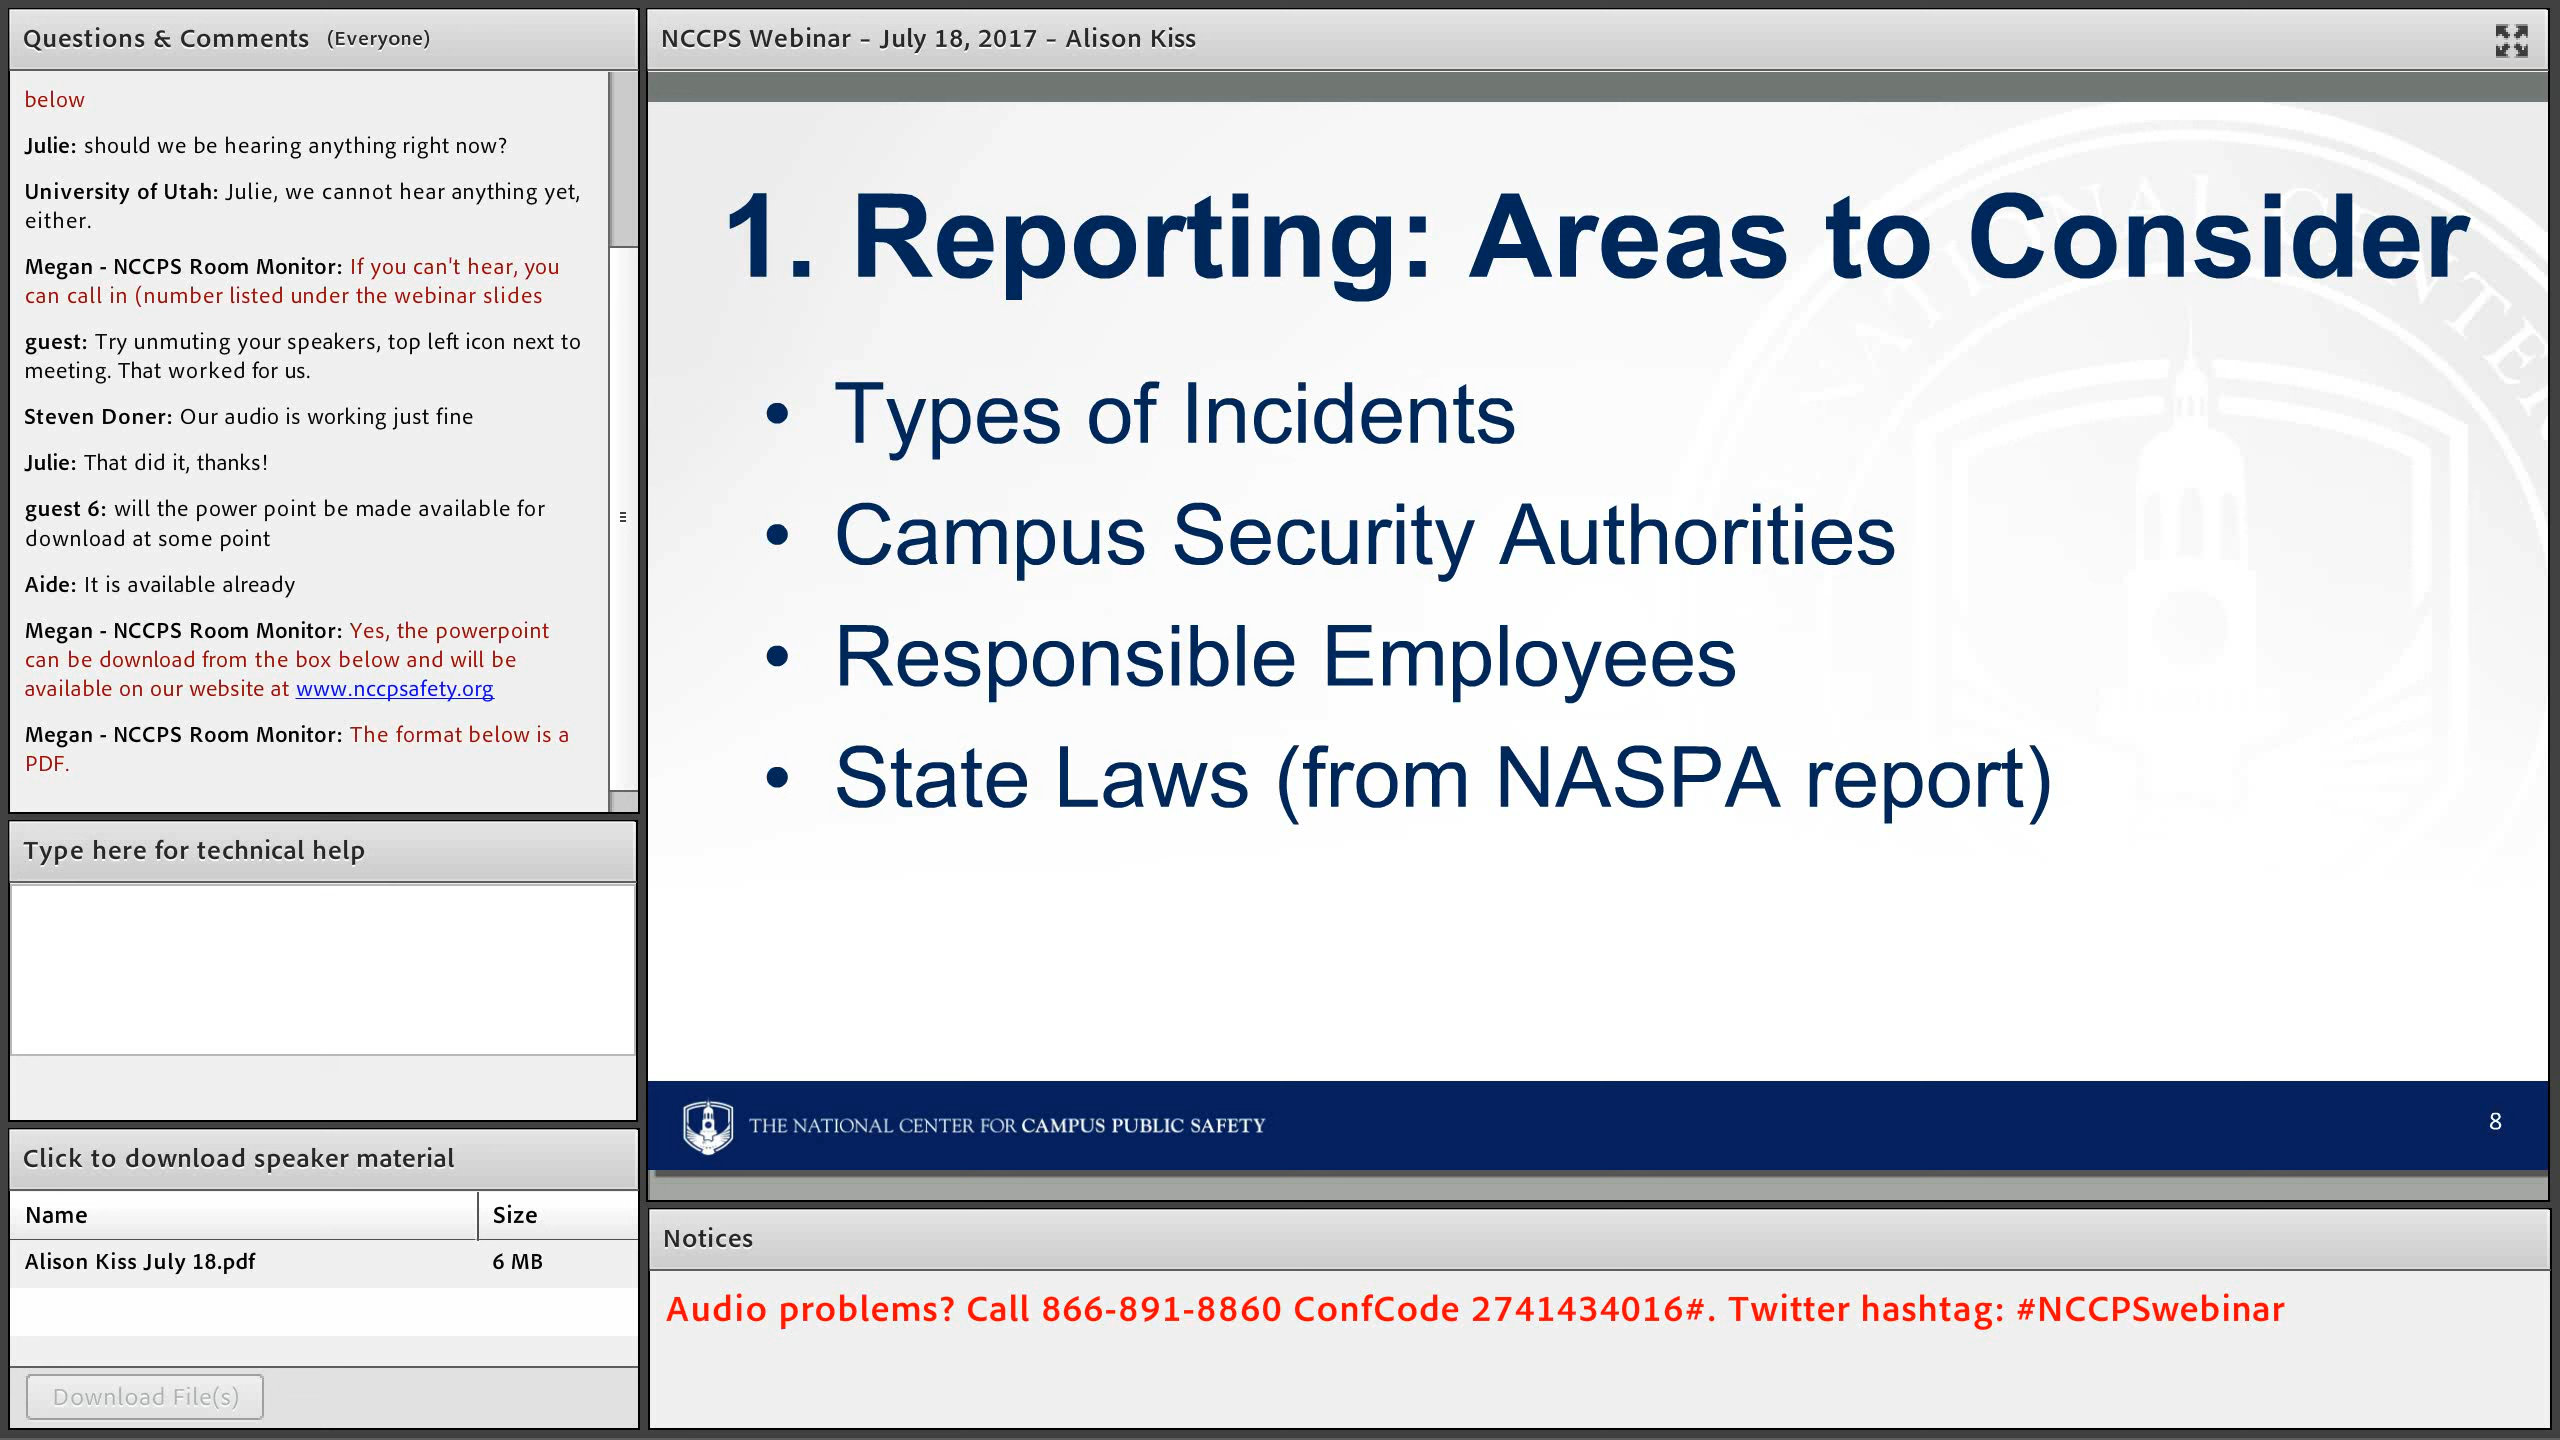 Questions & Comments (Everyone)
below
Julie: should we be hearing anything right now?
University of Utah: Julie, we cannot hear anything yet,
either.
Megan - NCCPS Room Monitor: If you can't hear, you
can call in (number listed under the webinar slides
guest: Try unmuting your speakers, top left icon next to
meeting. That worked for us.
Steven Doner: Our audio is working just fine
Julie: That did it, thanks!
guest 6: will the power point be made available for
download at some point
Aide: It is available already
Megan - NCCPS Room Monitor: Yes, the powerpoint
can be download from the box below and will be
available on our website at www.nccpsafety.org
Megan - NCCPS Room Monitor: The format below is a
PDF.
Type here for technical help
Click to download speaker material
Name Size
Alison Kiss July 18.pdf 6 MB
Download File(s)
NCCPS Webinar – July 18, 2017 – Alison Kiss
1. Reporting: Areas to Consider
• Types of Incidents
• Campus Security Authorities
• Responsible Employees
• State Laws (from NASPA report)
NATIONAL CENTER
THE NATIONAL CENTER FOR CAMPUS PUBLIC SAFETY
8
Notices
Audio problems? Call 866-891-8860 ConfCode 2741434016#. Twitter hashtag: #NCCPSwebinar